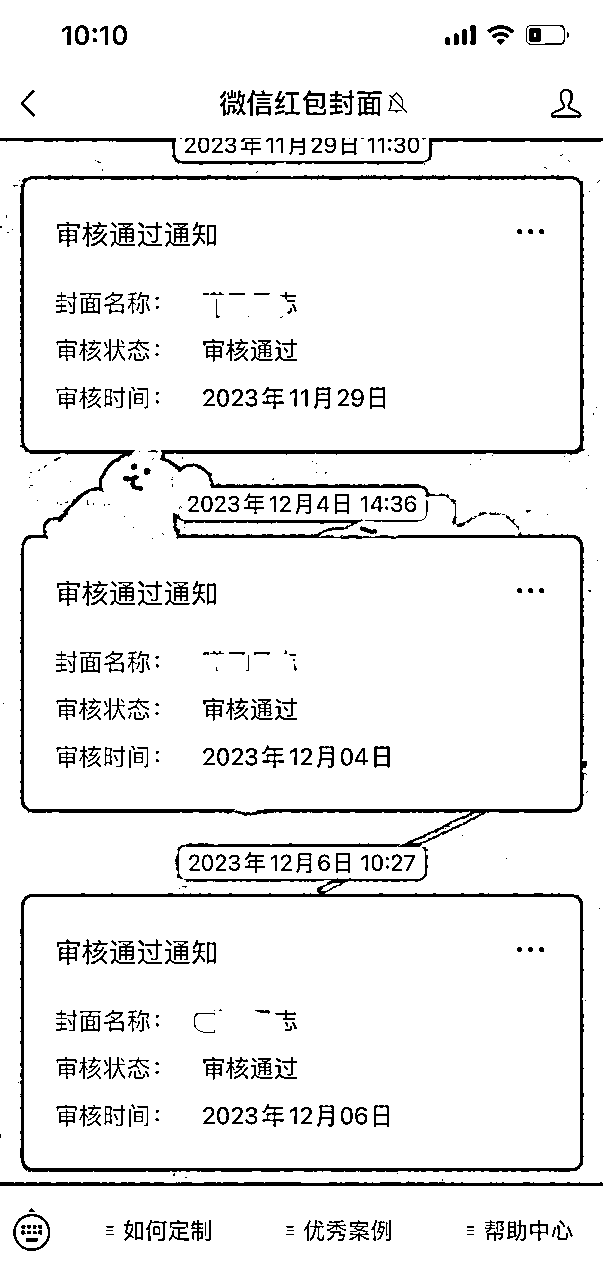 10:10
微信红包封面
2023年11月29日 11:30
审核通过通知
封面名称：
审核状态： 审核通过
审核时间： 2023年11月29日
2023年12月4日 14:36
审核通过通知
封面名称：
审核状态： 审核通过
审核时间： 2023年12月04日
2023年12月6日 10:27
审核通过通知
封面名称：
审核状态： 审核通过
审核时间： 2023年12月06日
如何定制 优秀案例 帮助中心